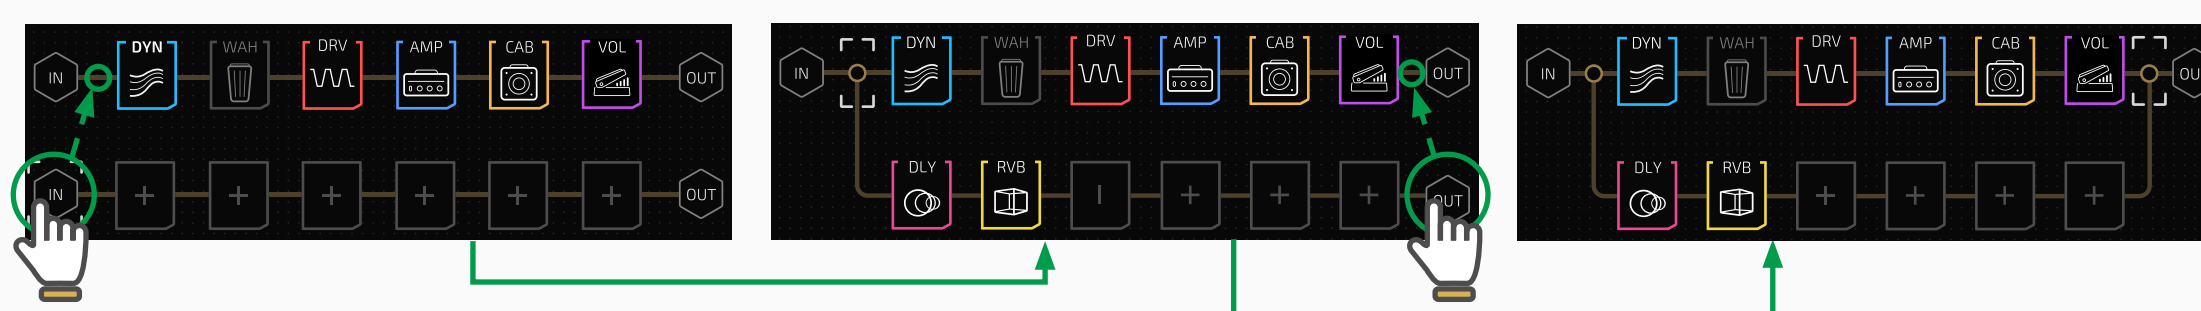 DYN WAH DRV AMP CAB VOL
IN OUT
IN OUT
DYN WAH DRV AMP CAB VOL
IN OUT
DLY RVB
OUT
DYN WAH DRV AMP CAB VOL
IN OU
DLY RVB